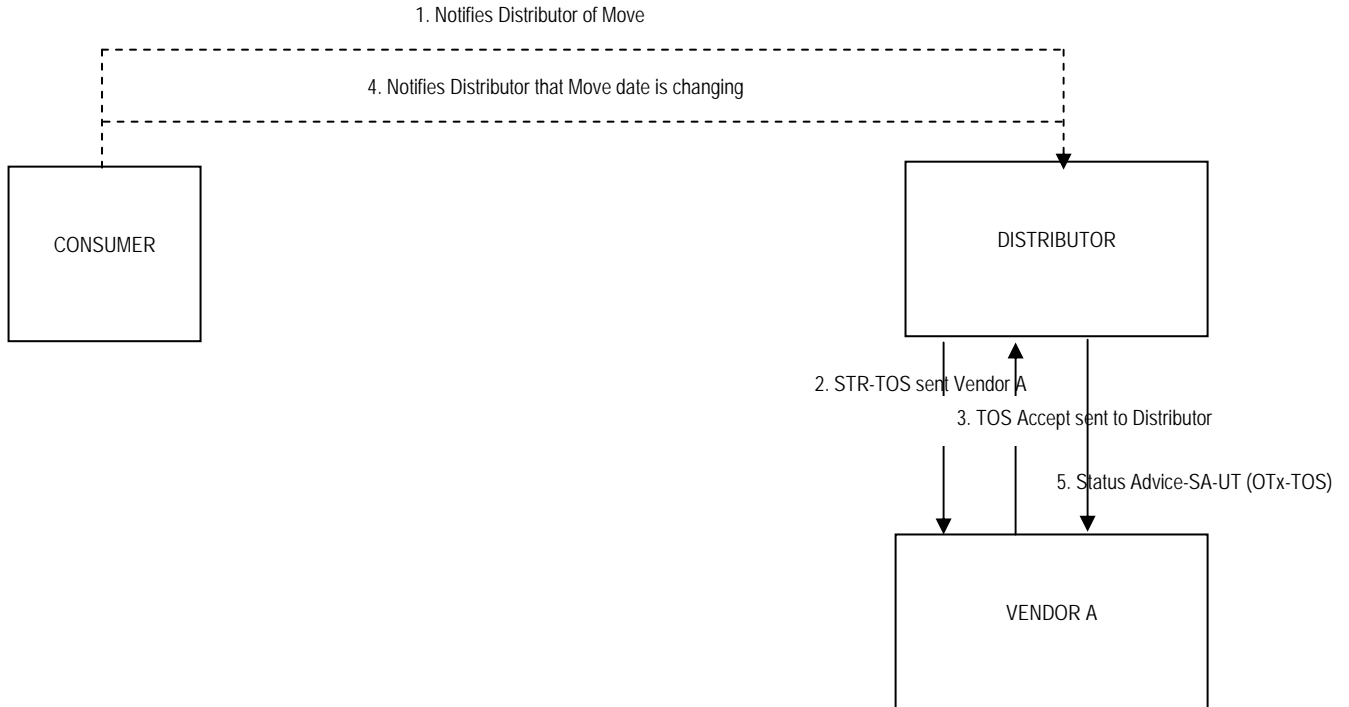 1. Notifies Distributor of Move
4. Notifies Distributor that Move date is changing
CONSUMER
DISTRIBUTOR
2. STR-TOS sent Vendor A
3. TOS Accept sent to Distributor
5. Status Advice-SA-UT (OTx-TOS)
VENDOR A